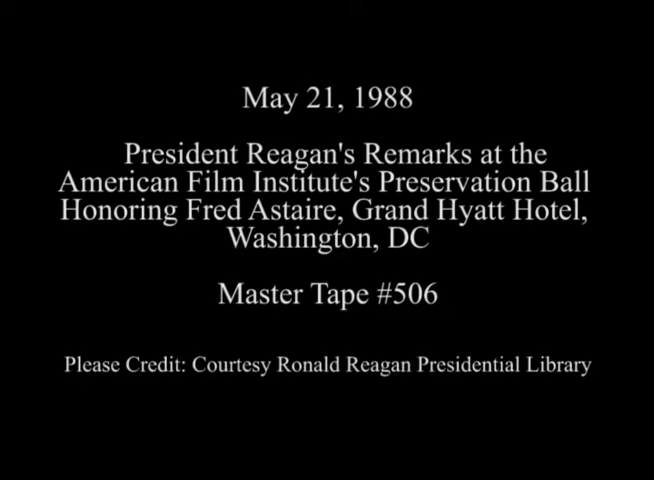 May 21, 1988
President Reagan's Remarks at the
American Film Institute's Preservation Ball
Honoring Fred Astaire, Grand Hyatt Hotel,
Washington, DC
Master Tape #506
Please Credit: Courtesy Ronald Reagan Presidential Library